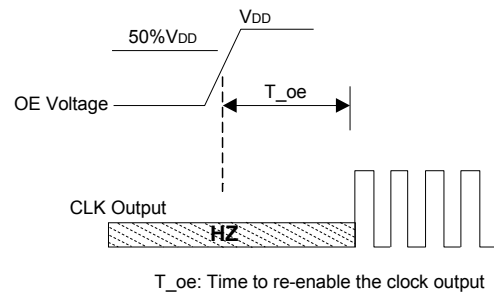 VDD
50%VDD
T_oe
OE Voltage
CLK Output
HZ
T_oe: Time to re-enable the clock output